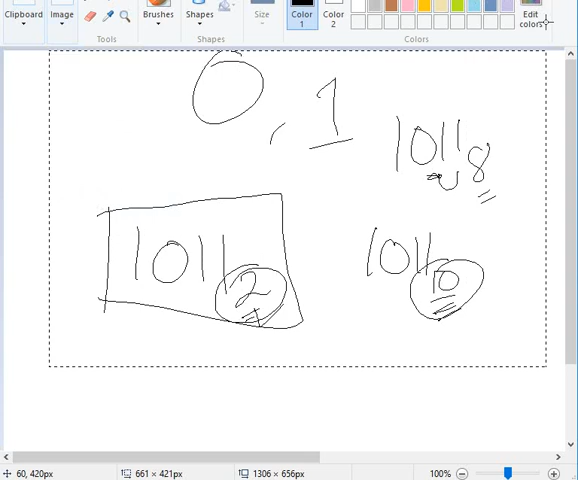 Clipboard
Image
Tools
Brushes
Shapes
Shapes
Size
Color 1
Color 2
Edit colors
Colors
0, 1
1011 8
1011 2
1011 10
60, 420px
661 × 421px
1306 × 656px
100%